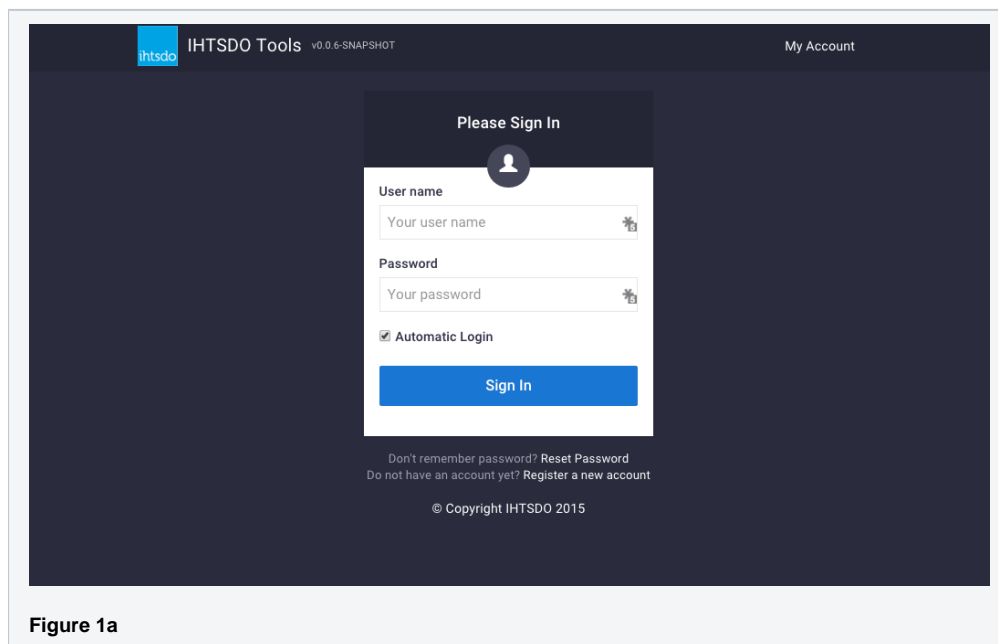 ihtsdo
IHTSDO Tools v0.0.6-SNAPSHOT My Account
Please Sign In
User name
Your user name
Password
Your password
Automatic Login
Sign In
Don't remember password? Reset Password
Do not have an account yet? Register a new account
© Copyright IHTSDO 2015
Figure 1a